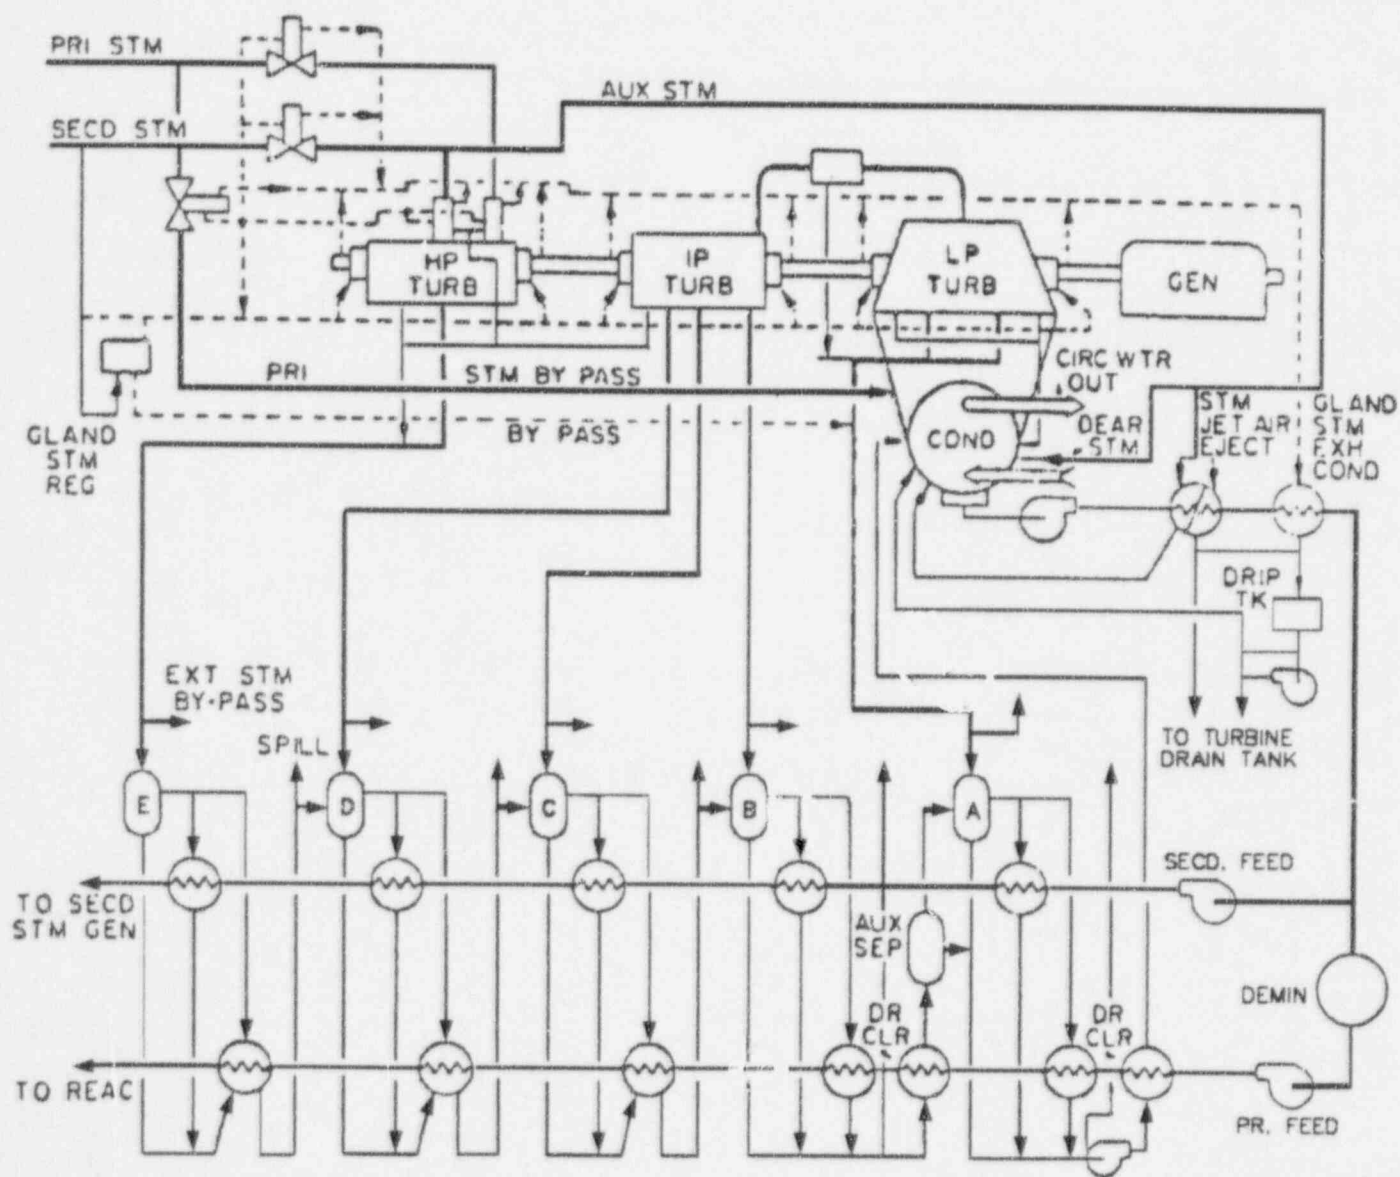 PRI STM
AUX STM
SECD STM
HP
TURB
IP
TURB
LP
TURB
GEN
PRI STM BY PASS
CIRC WTR
OUT
BY PASS
COND
DEAR
STM
STM
JET AIR
EJECT
GLAND
STM
EXH
COND
GLAND
STM
REG
DRIP
TK
EXT STM
BY-PASS
SPILL
TO TURBINE
DRAIN TANK
E
D
C
B
A
SECD. FEED
TO SECD
STM GEN
AUX
SEP
DEMIN
DR
CLR
DR
CLR
TO REAC
PR. FEED